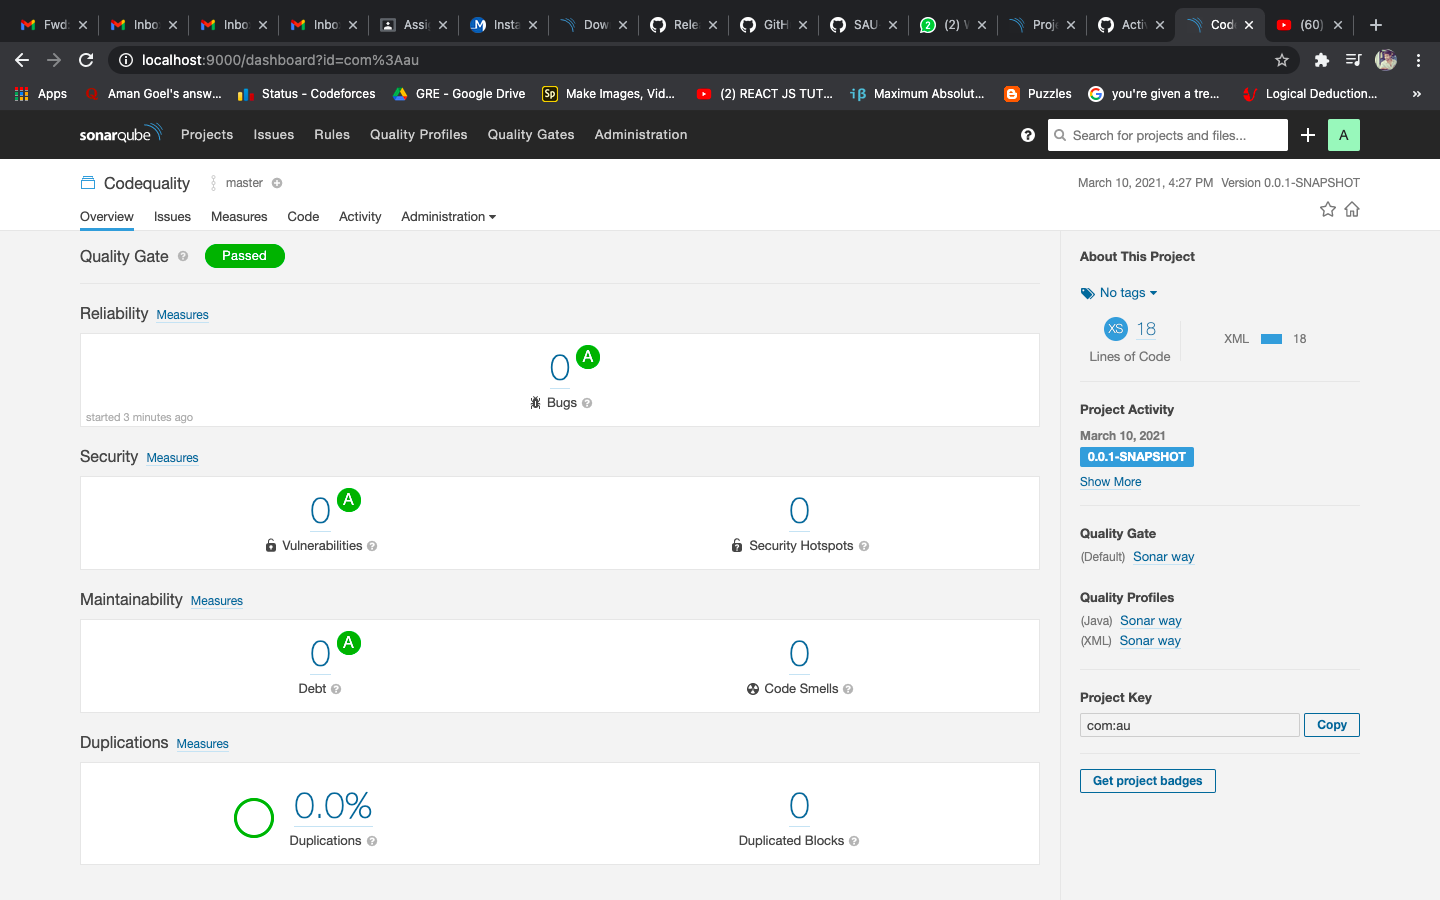 Fwd: Inbo Inbo Inbo Assi Insta Dow Rele GitH SAU (2) Proj Acti Cod (60)
localhost:9000/dashboard?id=com%3Aau
Apps Aman Goel's answ... Status - Codeforces GRE - Google Drive Sp Make Images, Vid... (2) REACT JS TUT... Maximum Absolut... Puzzles you're given a tre... Logical Deduction... »
sonarqube Projects Issues Rules Quality Profiles Quality Gates Administration Search for projects and files... A
Codequality master March 10, 2021, 4:27 PM Version 0.0.1-SNAPSHOT
Overview Issues Measures Code Activity Administration
Quality Gate Passed
Reliability Measures
0 A
Bugs
started 3 minutes ago
Security Measures
0 A 0
Vulnerabilities Security Hotspots
Maintainability Measures
0 A 0
Debt Code Smells
Duplications Measures
0.0% 0
Duplications Duplicated Blocks
About This Project
No tags
XS 18 XML 18
Lines of Code
Project Activity
March 10, 2021
0.0.1-SNAPSHOT
Show More
Quality Gate
(Default) Sonar way
Quality Profiles
(Java) Sonar way
(XML) Sonar way
Project Key
com:au Copy
Get project badges